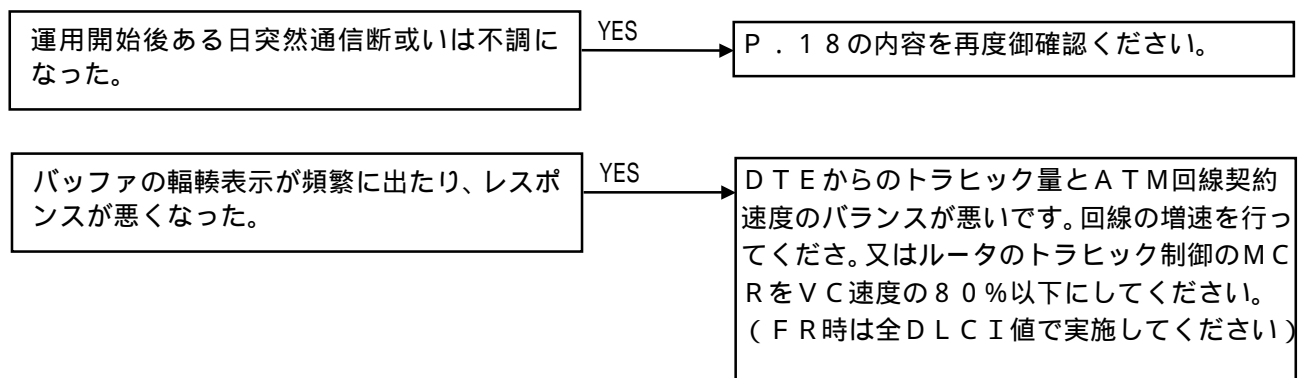 運用開始後ある日突然通信断或いは不調に
なった。
YES
P．18の内容を再度御確認ください。
バッファの輻輳表示が頻繁に出たり、レスポ
ンスが悪くなった。
YES
ＤＴＥからのトラヒック量とＡＴＭ回線契約
速度のバランスが悪いです。回線の増速を行っ
てくださ。又はルータのトラヒック制御のＭＣ
ＲをＶＣ速度の８０％以下にしてください。
（ＦＲ時は全ＤＬＣＩ値で実施してください）